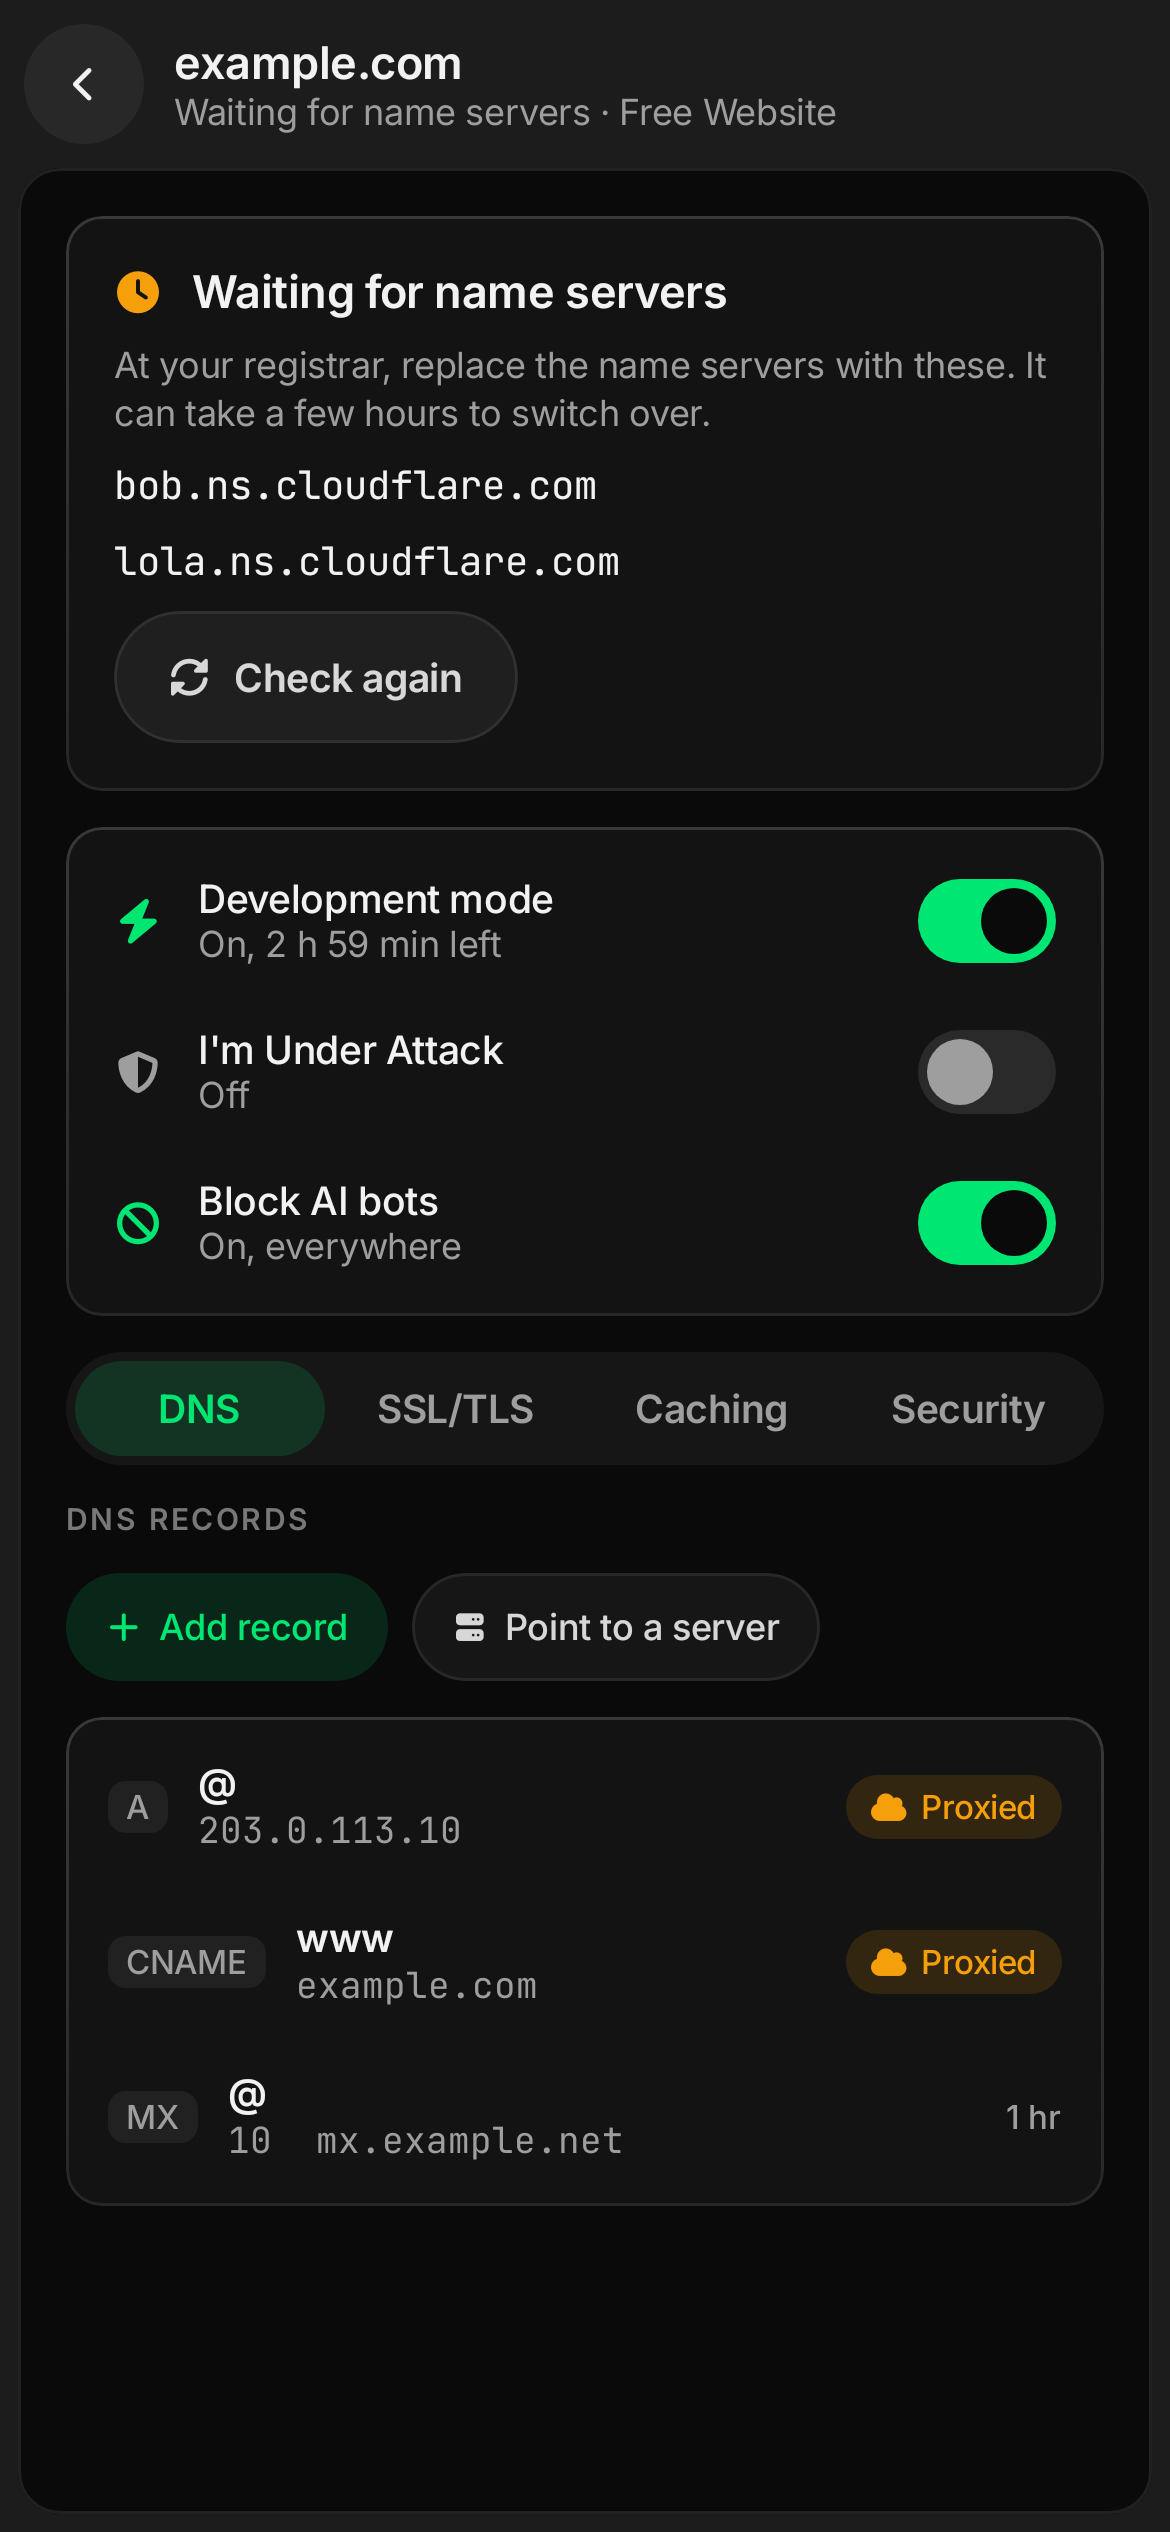 example.com
Waiting for name servers · Free Website
Waiting for name servers
At your registrar, replace the name servers with these. It
can take a few hours to switch over.
bob.ns.cloudflare.com
lola.ns.cloudflare.com
Check again
Development mode
On, 2 h 59 min left
I'm Under Attack
Off
Block AI bots
On, everywhere
DNS SSL/TLS Caching Security
DNS RECORDS
Add record Point to a server
A @ Proxied
203.0.113.10
CNAME www Proxied
example.com
MX @ 1 hr
10 mx.example.net